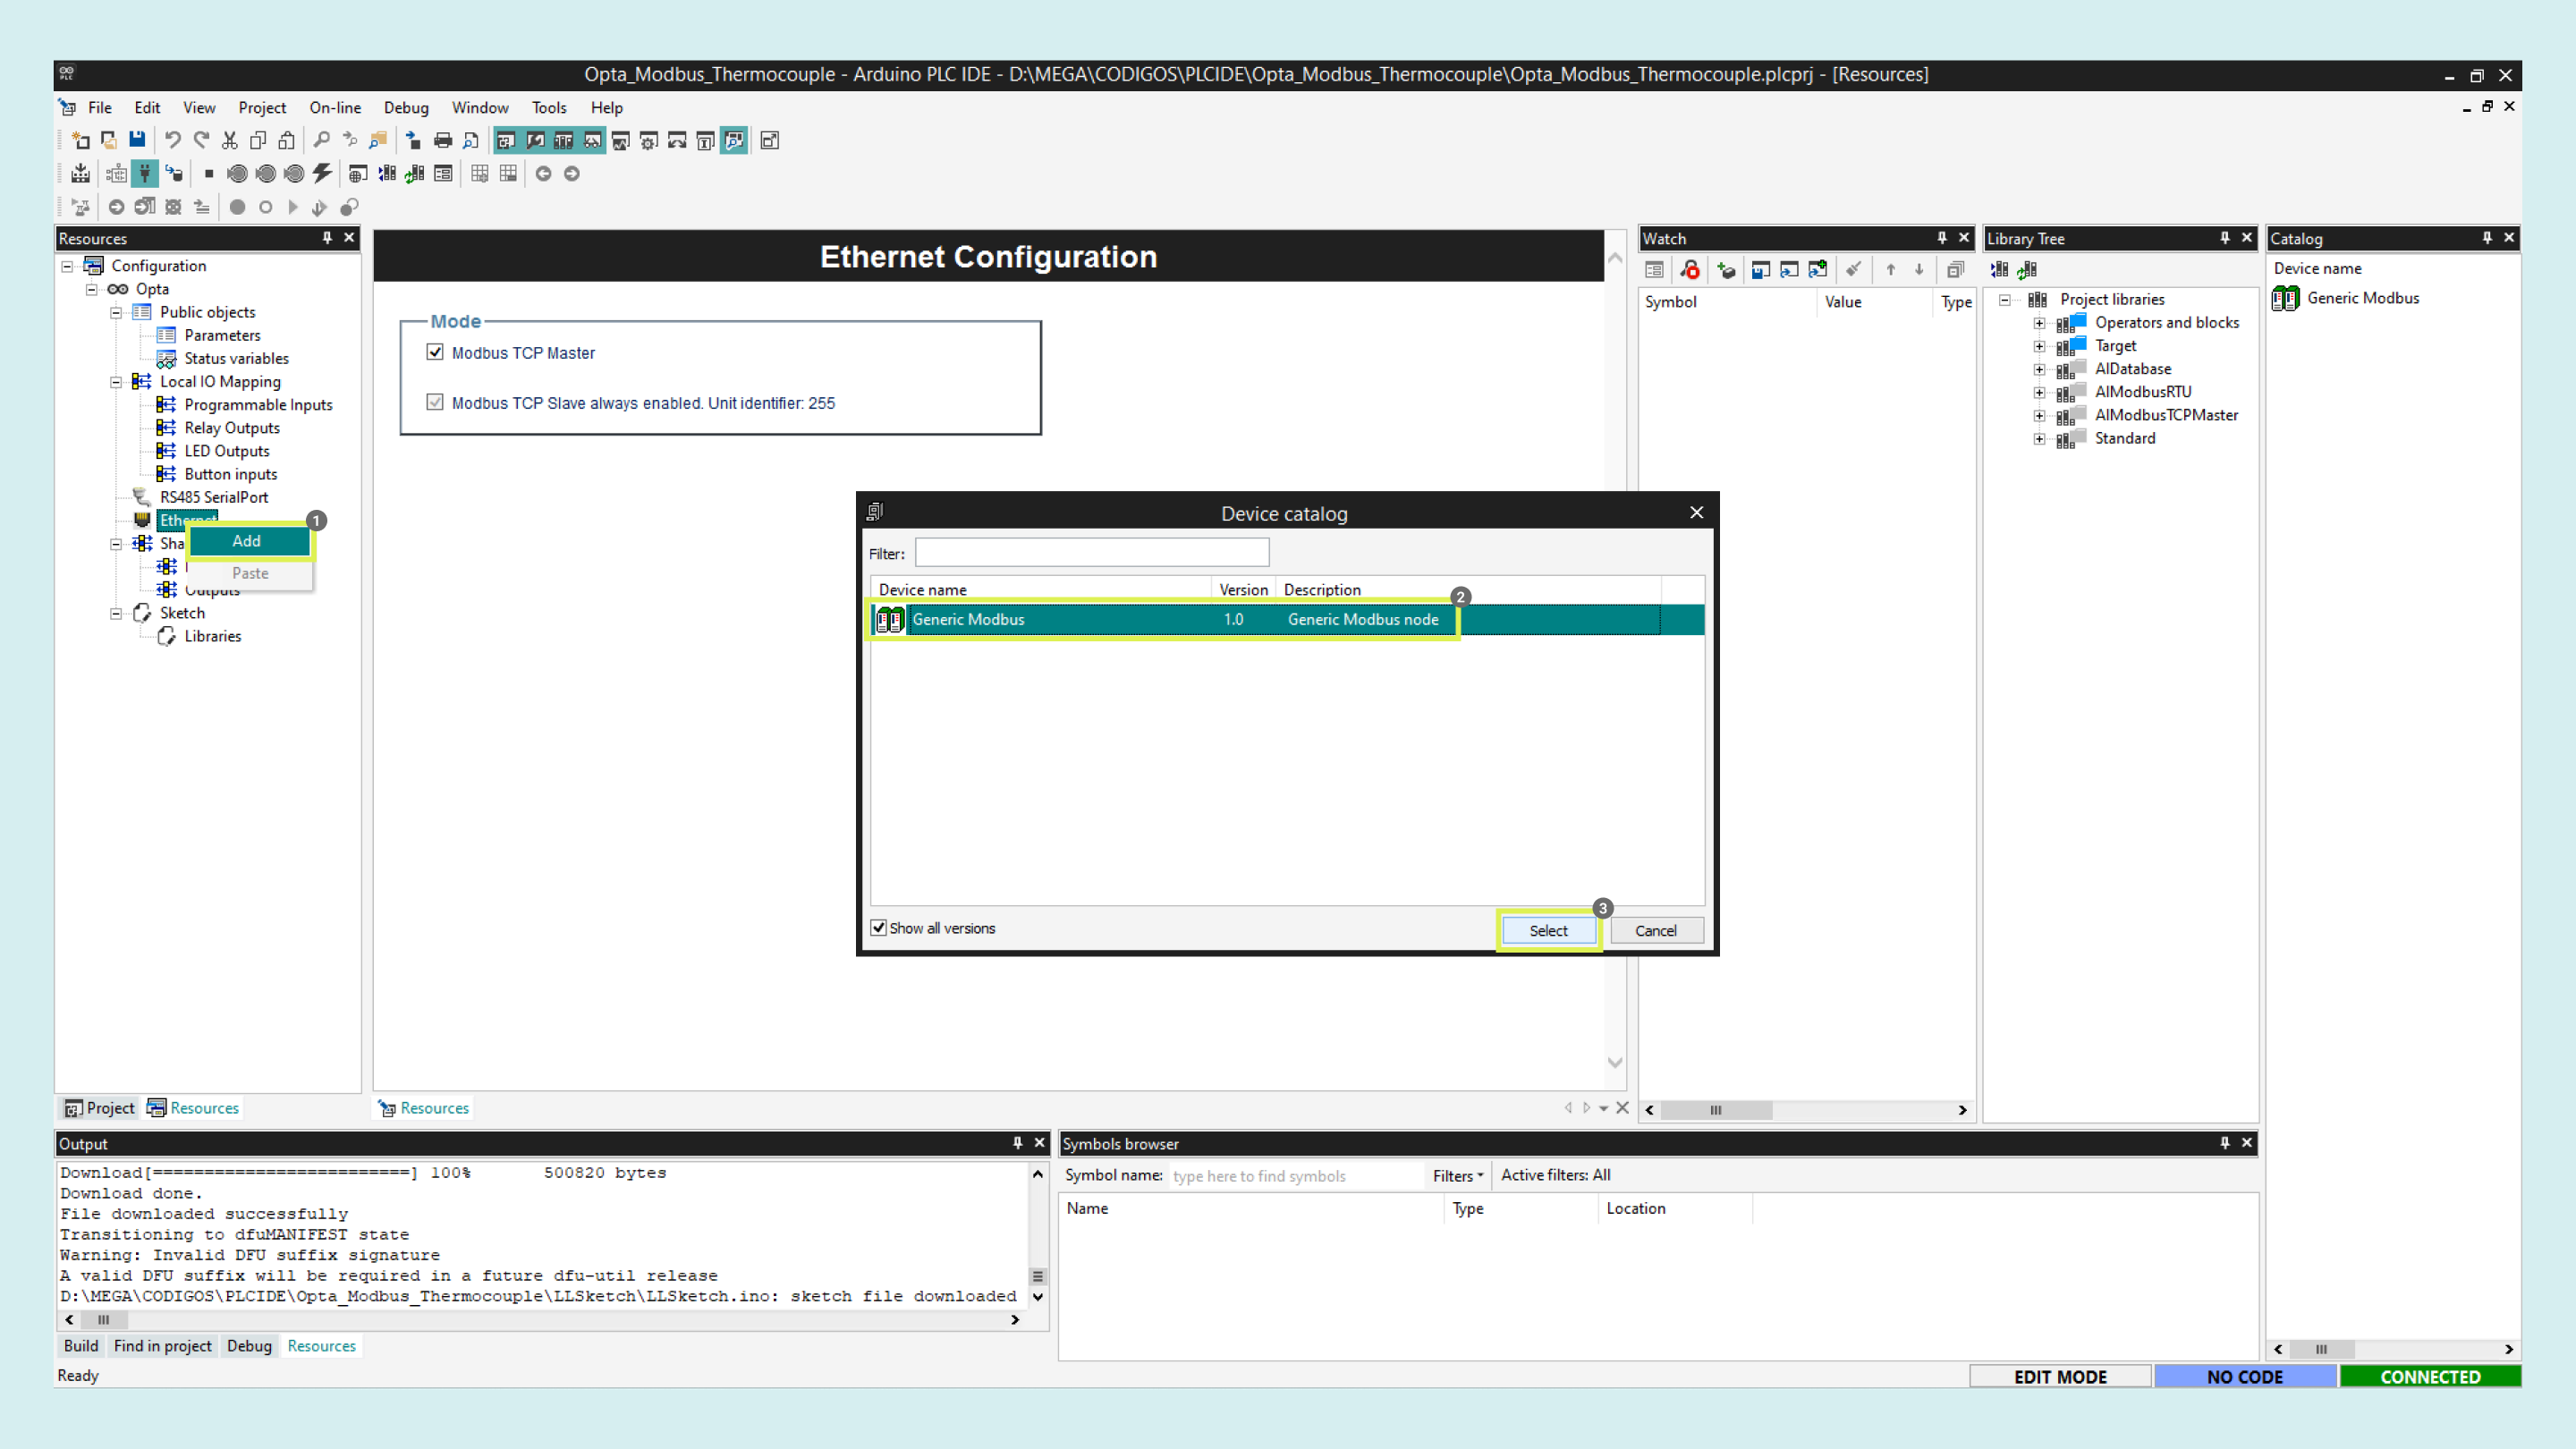 Opta_Modbus_Thermocouple - Arduino PLC IDE - D:\MEGA\CODIGOS\PLCIDE\Opta_Modbus_Thermocouple\Opta_Modbus_Thermocouple.plcprj - [Resources]
File Edit View Project On-line Debug Window Tools Help
Resources
Configuration
Opta
Public objects
Parameters
Status variables
Local IO Mapping
Programmable Inputs
Relay Outputs
LED Outputs
Button inputs
RS485 SerialPort
Ethernet
1
Sha
Add
Paste
Outputs
Sketch
Libraries
Project Resources
Ethernet Configuration
Mode
Modbus TCP Master
Modbus TCP Slave always enabled. Unit identifier: 255
Resources
Device catalog
Filter:
Device name Version Description
2
Generic Modbus 1.0 Generic Modbus node
3
Show all versions
Select Cancel
Watch
Symbol Value Type
Library Tree
Project libraries
Operators and blocks
Target
AlDatabase
AlModbusRTU
AlModbusTCPMaster
Standard
Catalog
Device name
Generic Modbus
Output
Download[=========================] 100% 500820 bytes
Download done.
File downloaded successfully
Transitioning to dfuMANIFEST state
Warning: Invalid DFU suffix signature
A valid DFU suffix will be required in a future dfu-util release
D:\MEGA\CODIGOS\PLCIDE\Opta_Modbus_Thermocouple\LLSketch\LLSketch.ino: sketch file downloaded
Build Find in project Debug Resources
Symbols browser
Symbol name: type here to find symbols Filters Active filters: All
Name Type Location
Ready
EDIT MODE NO CODE CONNECTED